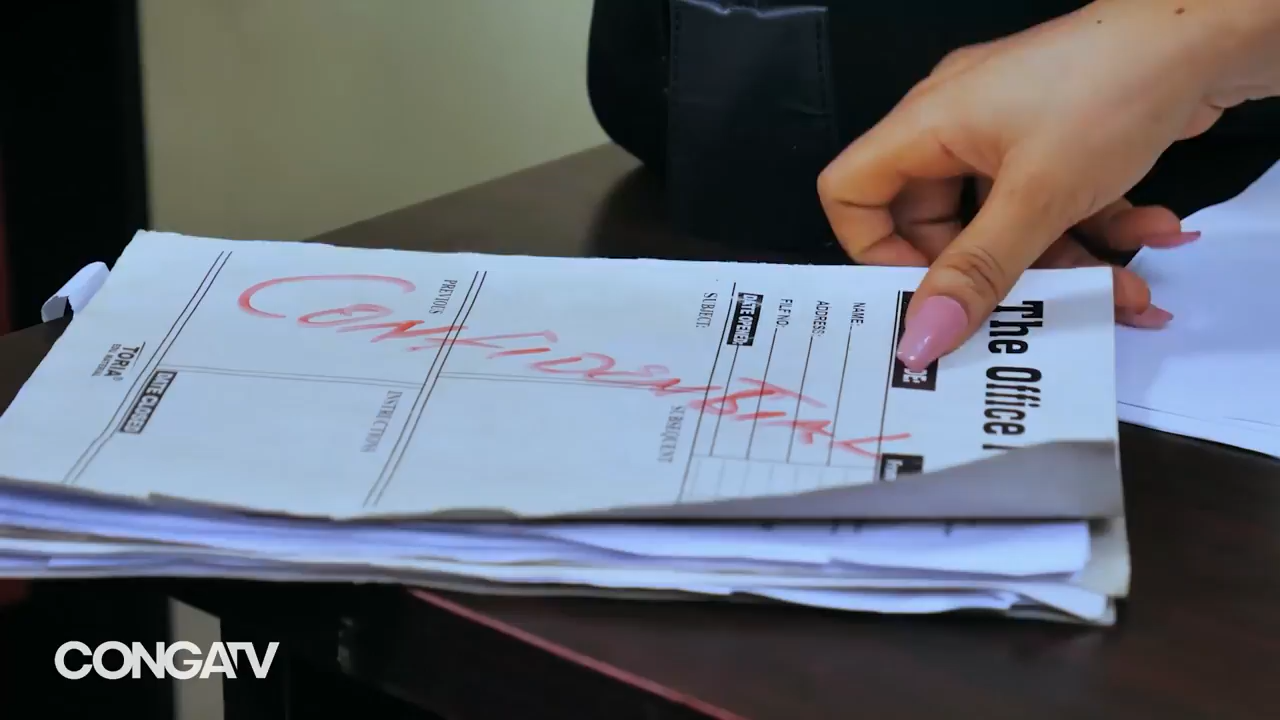 The Office
NAME:
ADDRESS:
FILE NO.
DATE OPENED
SUBJECT:
SUBSEQUENT
PREVIOUS
INSTRUCTIONS
CONFIDENTIAL
DATE CLOSED
TORIA
CONGATV